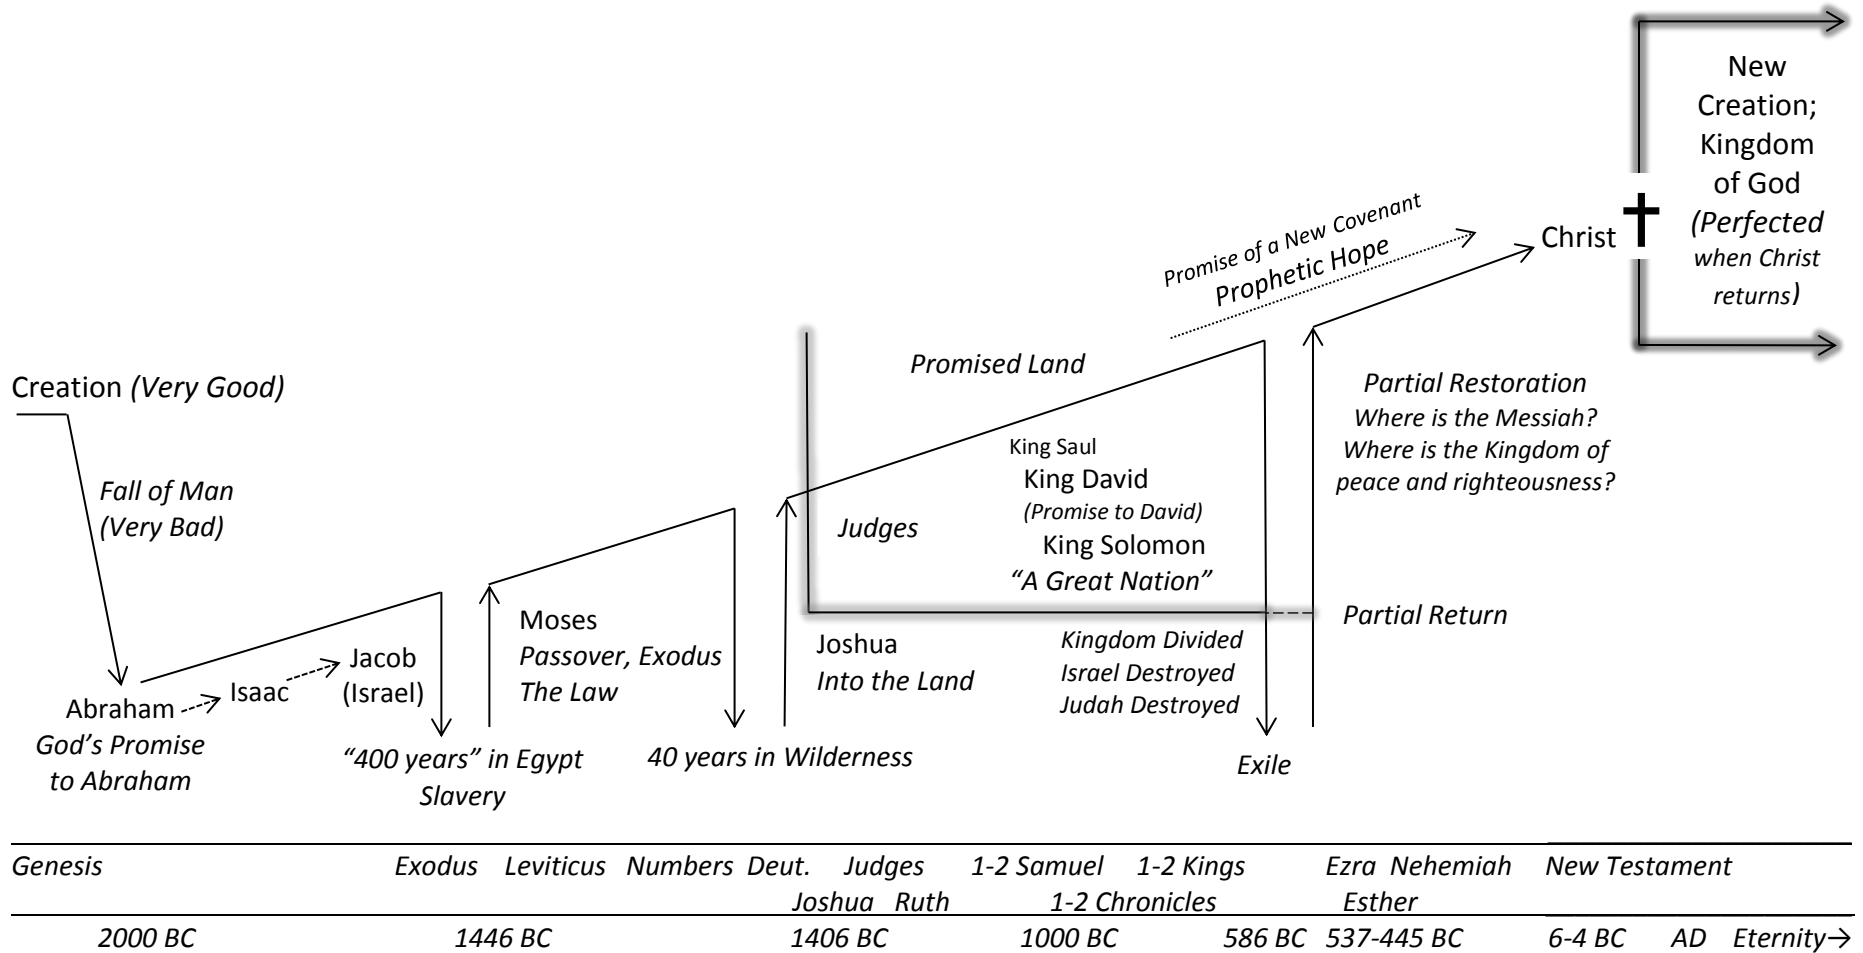 New
Creation;
Kingdom
of God
(Perfected
when Christ
returns)
Christ
Promise of a New Covenant
Prophetic Hope
Creation (Very Good)
Fall of Man
(Very Bad)
Abraham
God’s Promise
to Abraham
Isaac
Jacob
(Israel)
“400 years” in Egypt
Slavery
Moses
Passover, Exodus
The Law
40 years in Wilderness
Promised Land
Judges
King Saul
King David
(Promise to David)
King Solomon
“A Great Nation”
Joshua
Into the Land
Kingdom Divided
Israel Destroyed
Judah Destroyed
Exile
Partial Restoration
Where is the Messiah?
Where is the Kingdom of
peace and righteousness?
Partial Return
Genesis Exodus Leviticus Numbers Deut. Judges 1-2 Samuel 1-2 Kings Ezra Nehemiah New Testament
Joshua Ruth 1-2 Chronicles Esther
2000 BC 1446 BC 1406 BC 1000 BC 586 BC 537-445 BC 6-4 BC AD Eternity→